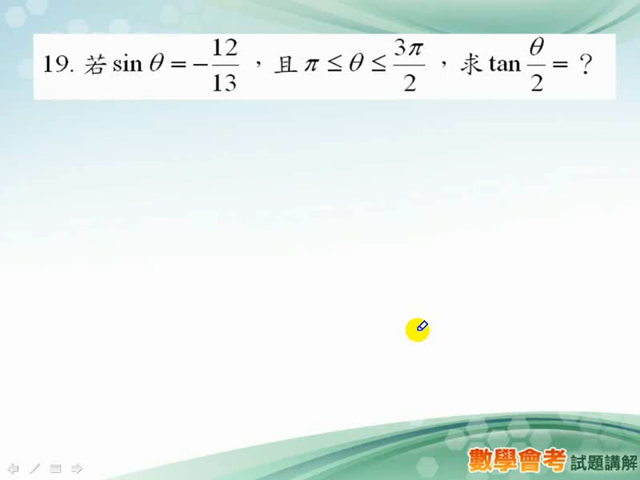 19. 若 sin θ = −12/13，且 π ≤ θ ≤ 3π/2，求 tan θ/2 = ？
數學會考 試題講解